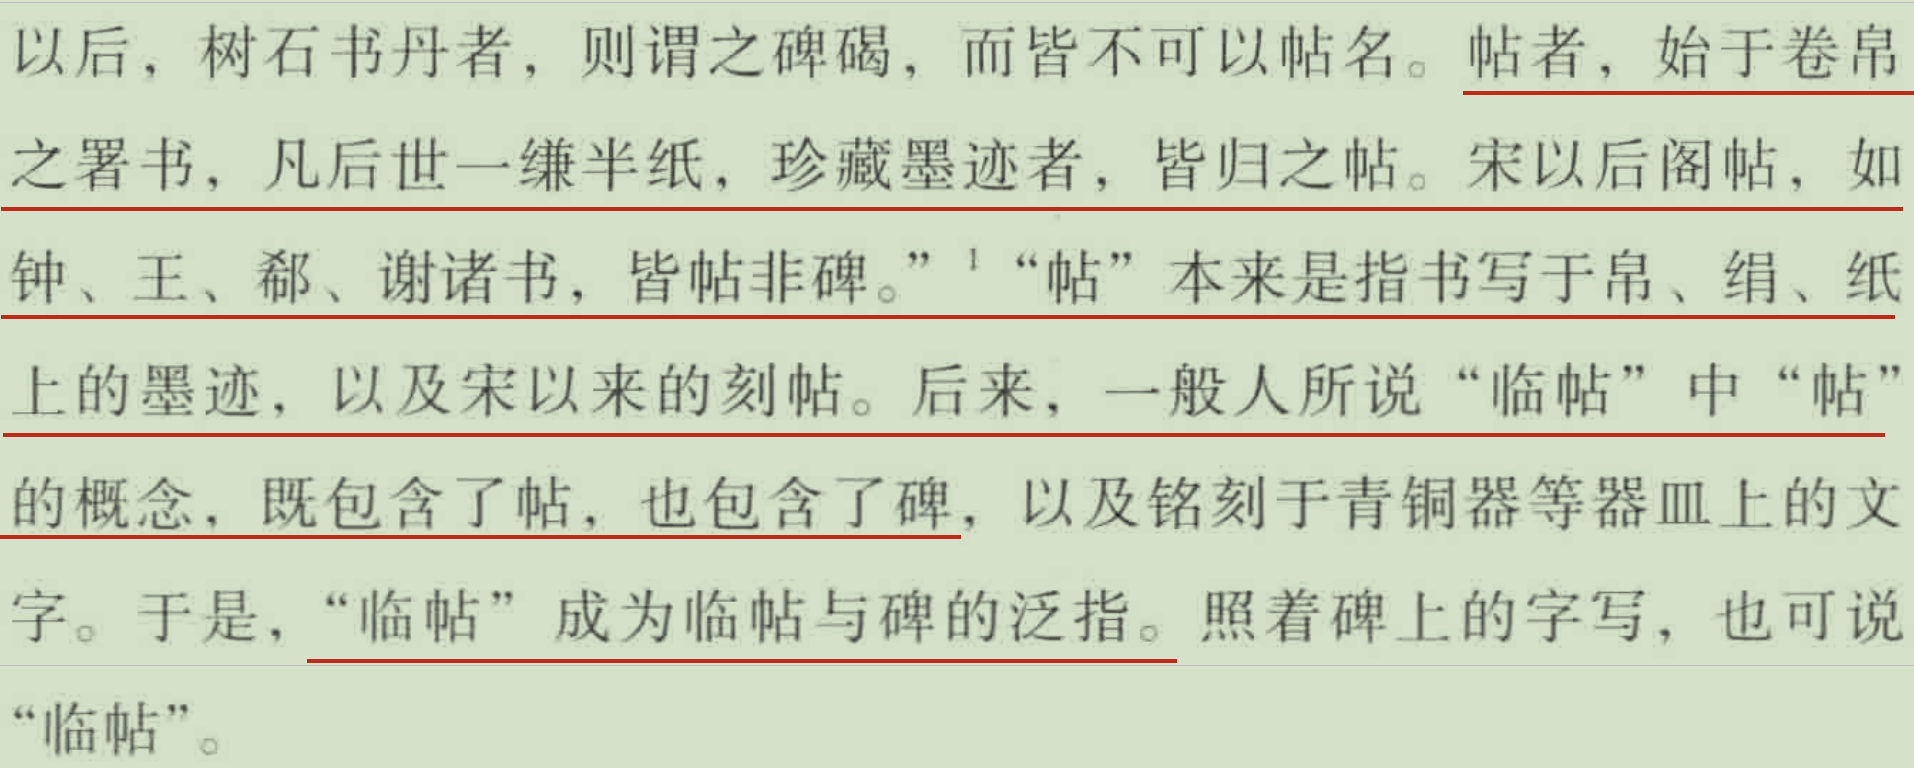 以后，树石书丹者，则谓之碑碣，而皆不可以帖名。帖者，始于卷帛
之署书，凡后世一缣半纸，珍藏墨迹者，皆归之帖。宋以后阁帖，如
钟、王、郗、谢诸书，皆帖非碑。”1“帖”本来是指书写于帛、绢、纸
上的墨迹，以及宋以来的刻帖。后来，一般人所说“临帖”中“帖”
的概念，既包含了帖，也包含了碑，以及铭刻于青铜器等器皿上的文
字。于是，“临帖”成为临帖与碑的泛指。照着碑上的字写，也可说
“临帖”。